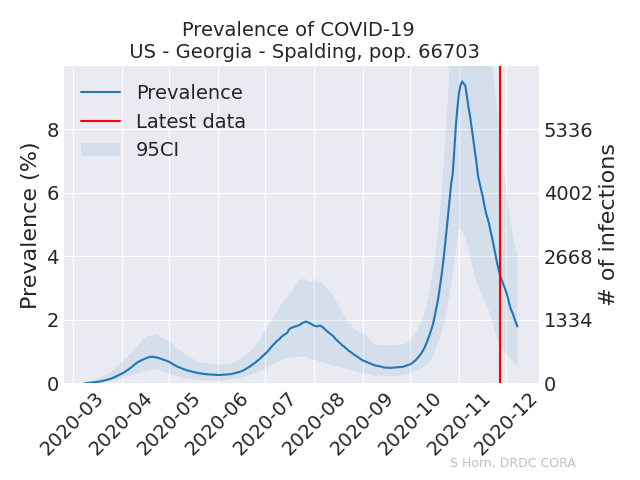 Prevalence of COVID-19
US - Georgia - Spalding, pop. 66703
Prevalence
Latest data
95CI
Prevalence (%)
8
6
4
2
0
5336
4002
2668
1334
0
# of infections
2020-03
2020-04
2020-05
2020-06
2020-07
2020-08
2020-09
2020-10
2020-11
2020-12
S Horn, DRDC CORA